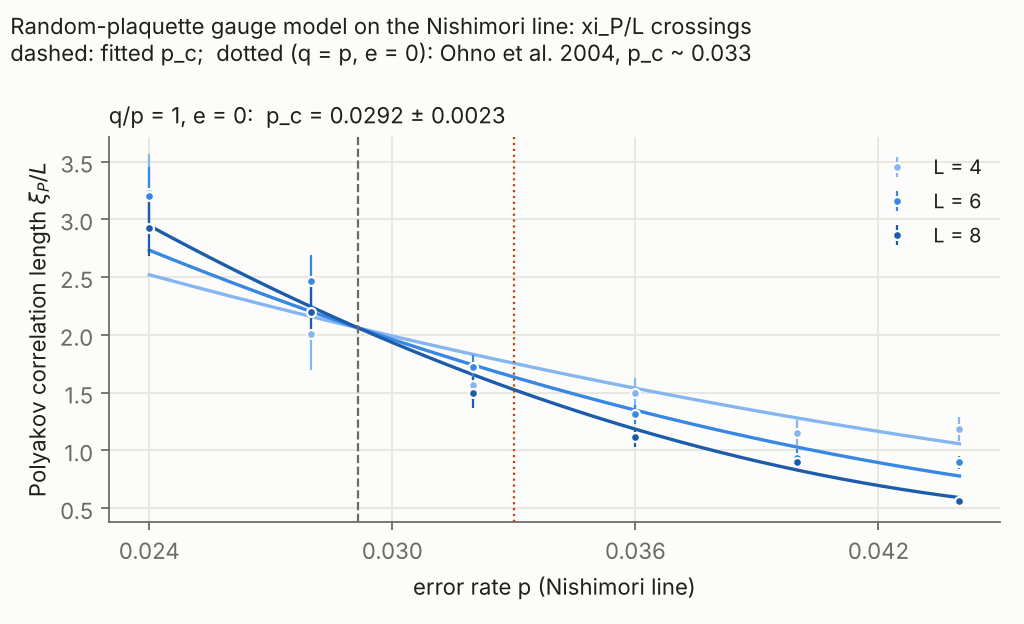 Random-plaquette gauge model on the Nishimori line: xi_P/L crossings
dashed: fitted p_c;  dotted (q = p, e = 0): Ohno et al. 2004, p_c ~ 0.033
q/p = 1, e = 0:  p_c = 0.0292 ± 0.0023
Polyakov correlation length ξ_P/L
3.5
3.0
2.5
2.0
1.5
1.0
0.5
L = 4
L = 6
L = 8
0.024
0.030
0.036
0.042
error rate p (Nishimori line)